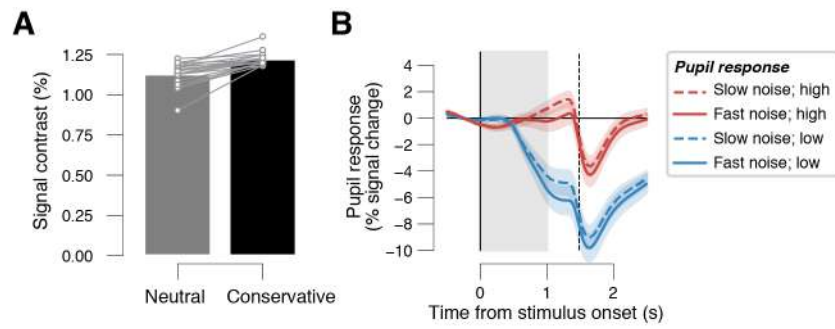 A
Signal contrast (%)
1.25
1.00
0.75
0.50
0.25
0.00
Neutral
Conservative
B
Pupil response
(% signal change)
4
2
0
−2
−4
−6
−8
−10
0
1
2
Time from stimulus onset (s)
Pupil response
Slow noise; high
Fast noise; high
Slow noise; low
Fast noise; low